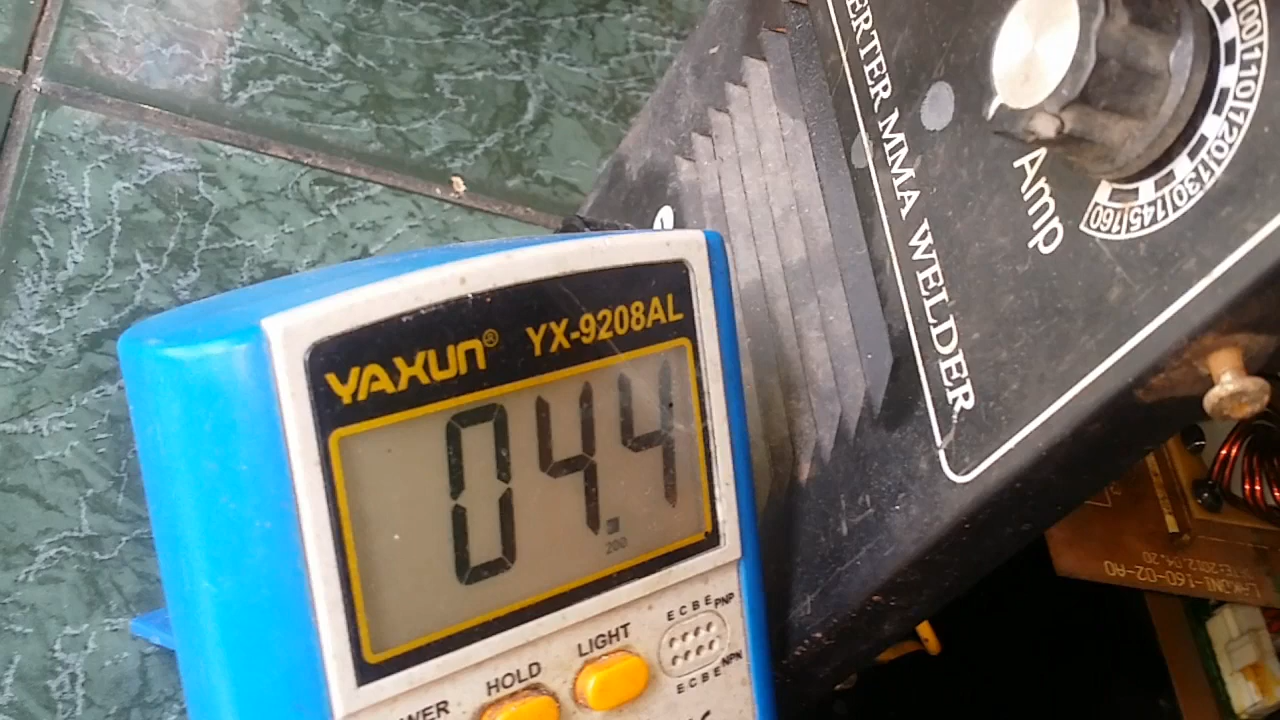 YAXUN® YX-9208AL
04.4
200
HOLD
LIGHT
E C B E PNP
E C B E NPN
ERTER MMA WELDER
Amp
100 110 120 130 145 160